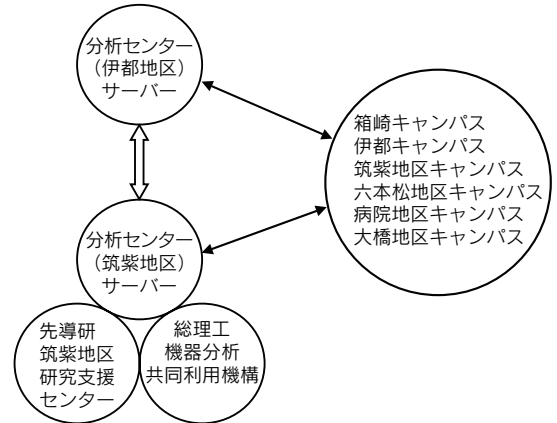 分析センター
(伊都地区)
サーバー
箱崎キャンパス
伊都キャンパス
筑紫地区キャンパス
六本松地区キャンパス
病院地区キャンパス
大橋地区キャンパス
分析センター
(筑紫地区)
サーバー
先導研
筑紫地区
研究支援
センター
総理工
機器分析
共同利用機構